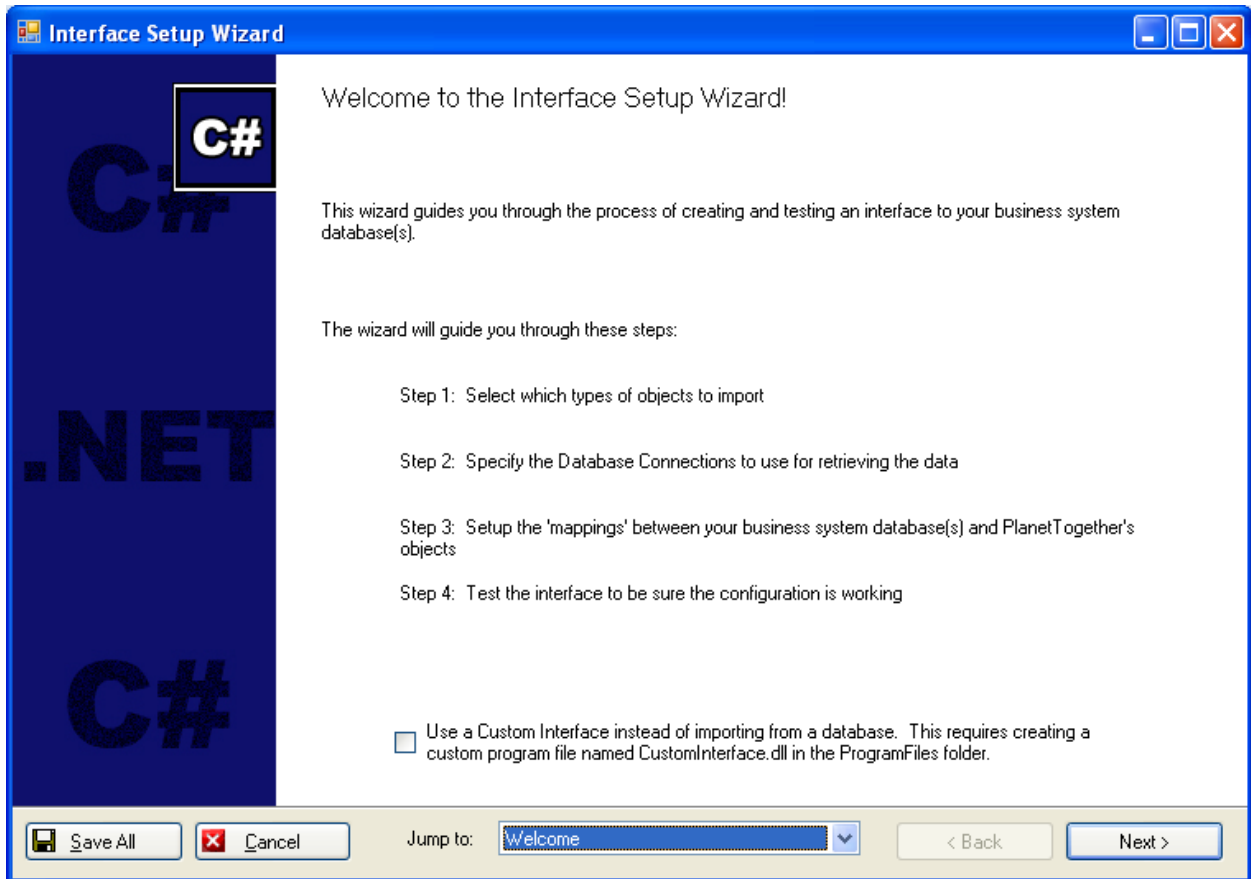 Interface Setup Wizard
C#
C#
.NET
C#
Welcome to the Interface Setup Wizard!
This wizard guides you through the process of creating and testing an interface to your business system
database(s).
The wizard will guide you through these steps:
Step 1:  Select which types of objects to import
Step 2:  Specify the Database Connections to use for retrieving the data
Step 3:  Setup the 'mappings' between your business system database(s) and PlanetTogether's
objects
Step 4:  Test the interface to be sure the configuration is working
Use a Custom Interface instead of importing from a database.  This requires creating a
custom program file named CustomInterface.dll in the ProgramFiles folder.
Save All
Cancel
Jump to:
Welcome
< Back
Next >